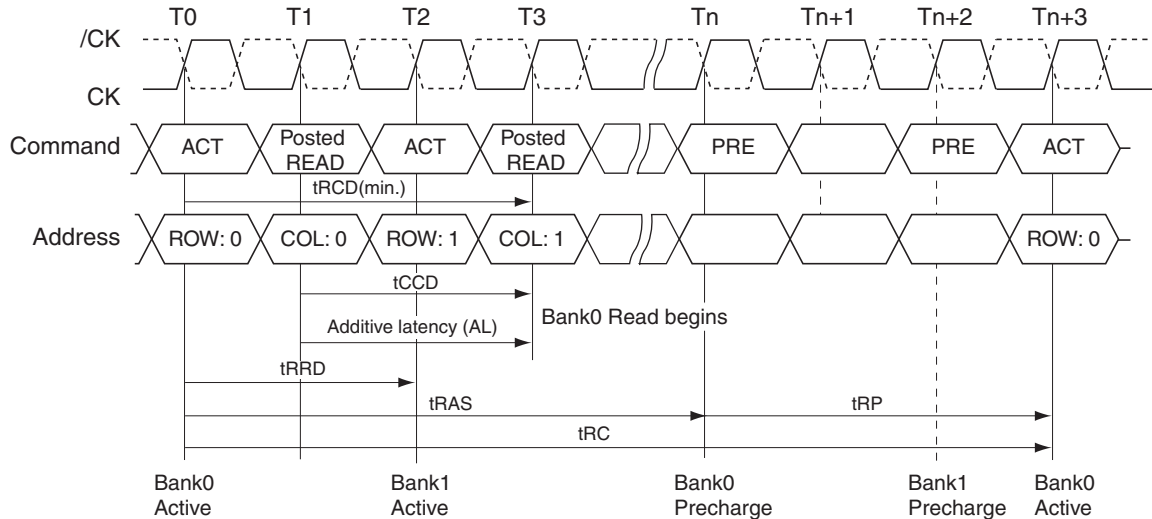 T0 T1 T2 T3 Tn Tn+1 Tn+2 Tn+3
/CK
CK
Command ACT Posted READ ACT Posted READ PRE PRE ACT
tRCD(min.)
Address ROW: 0 COL: 0 ROW: 1 COL: 1 ROW: 0
tCCD
Bank0 Read begins
Additive latency (AL)
tRRD
tRAS tRP
tRC
Bank0 Active Bank1 Active Bank0 Precharge Bank1 Precharge Bank0 Active